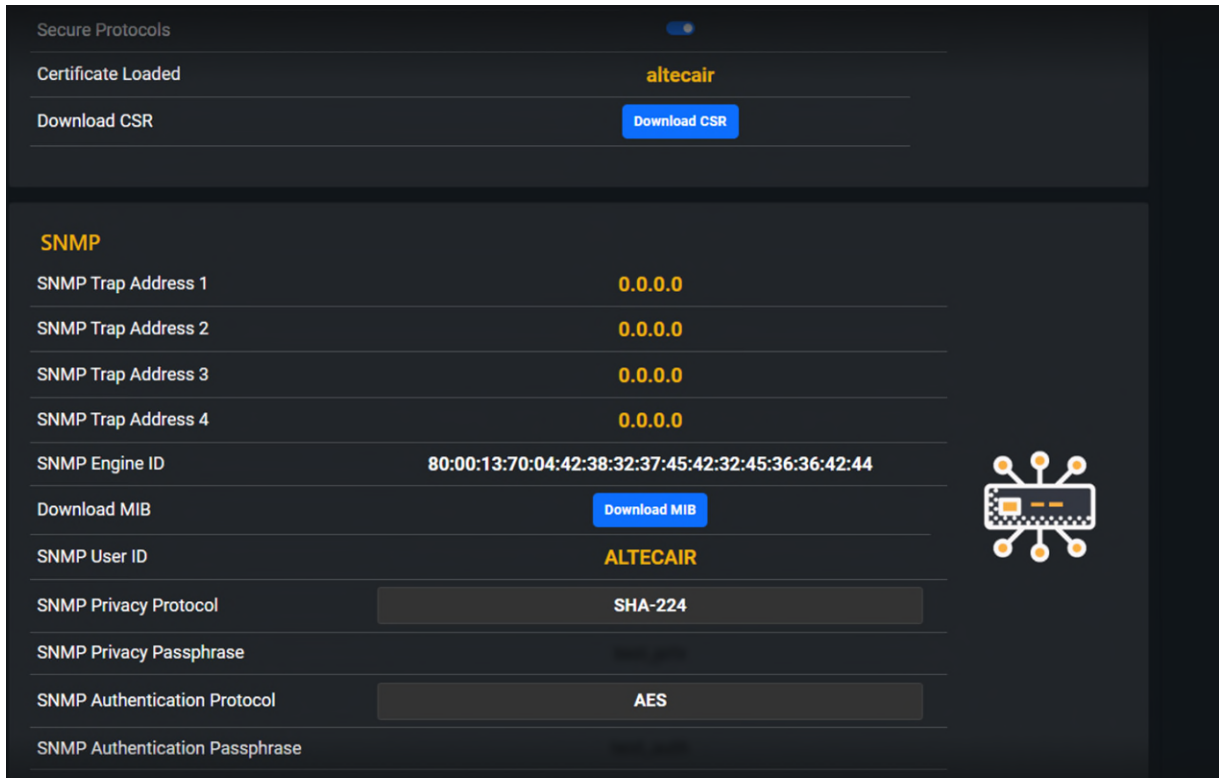 Secure Protocols
Certificate Loaded altecair
Download CSR Download CSR
SNMP
SNMP Trap Address 1 0.0.0.0
SNMP Trap Address 2 0.0.0.0
SNMP Trap Address 3 0.0.0.0
SNMP Trap Address 4 0.0.0.0
SNMP Engine ID 80:00:13:70:04:42:38:32:37:45:42:32:45:36:36:42:44
Download MIB Download MIB
SNMP User ID ALTECAIR
SNMP Privacy Protocol SHA-224
SNMP Privacy Passphrase
SNMP Authentication Protocol AES
SNMP Authentication Passphrase